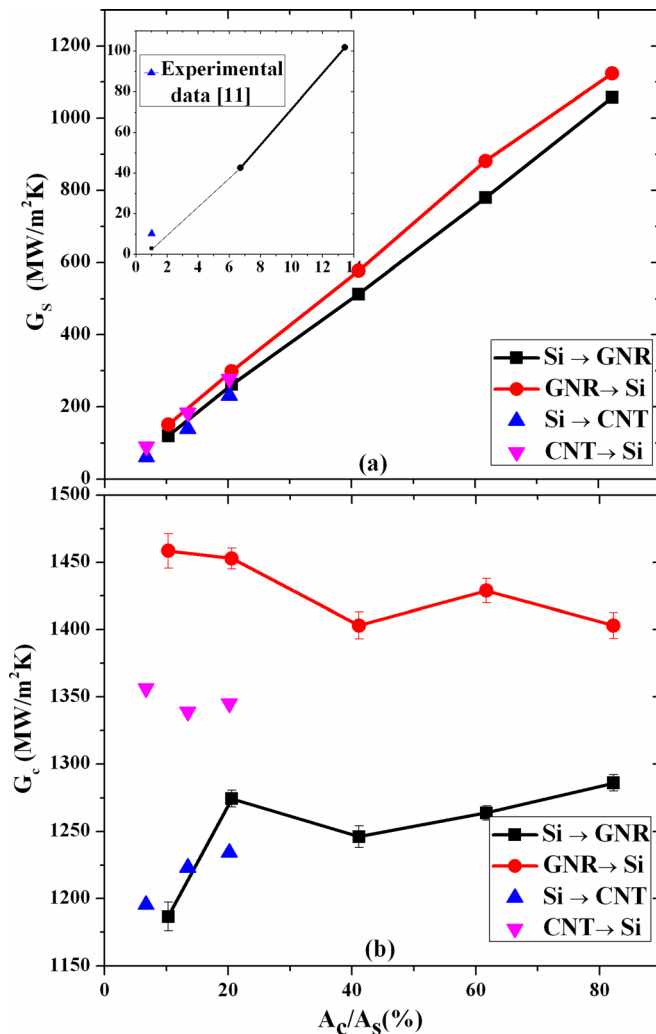 1200
1000
800
600
400
200
0
G_S (MW/m²K)
100
80
60
40
20
0
0 2 4 6 8 10 12 14
Experimental
data [11]
Si → GNR
GNR → Si
Si → CNT
CNT → Si
(a)
1500
1450
1400
1350
1300
1250
1200
1150
G_c (MW/m²K)
Si → GNR
GNR → Si
Si → CNT
CNT → Si
(b)
0 20 40 60 80
A_C/A_S(%)